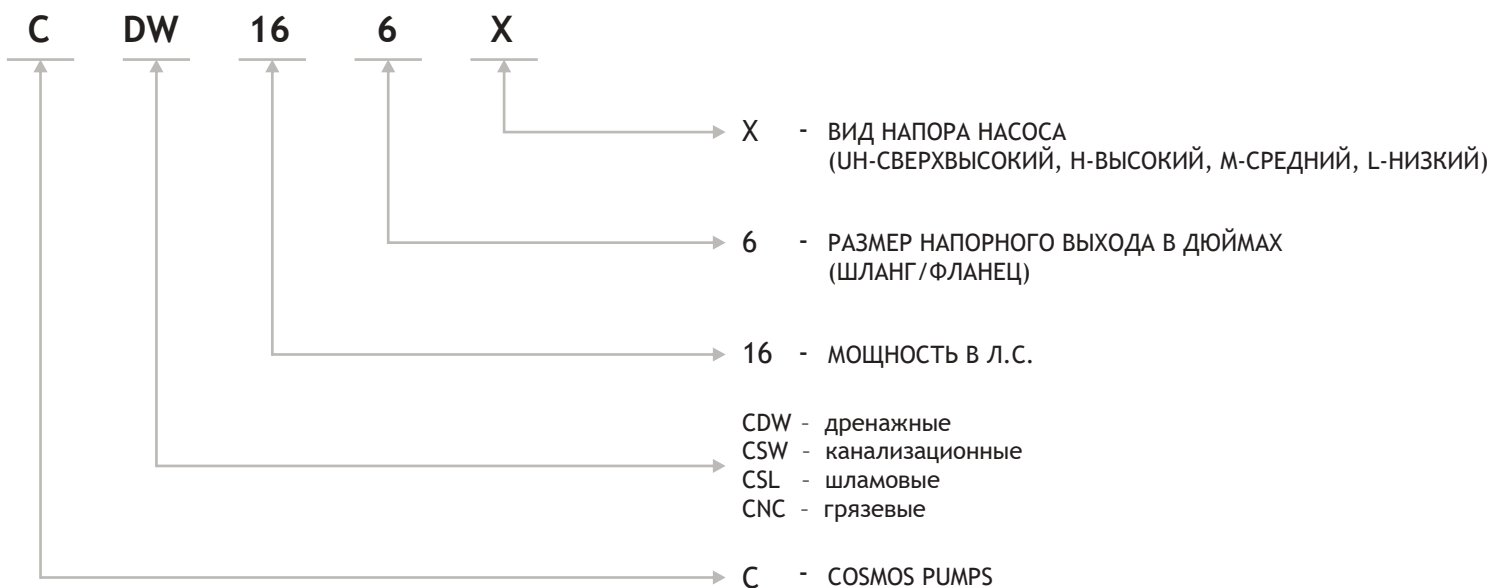 C DW 16 6 X
X - ВИД НАПОРА НАСОСА
(UH-СВЕРХВЫСОКИЙ, H-ВЫСОКИЙ, M-СРЕДНИЙ, L-НИЗКИЙ)
6 - РАЗМЕР НАПОРНОГО ВЫХОДА В ДЮЙМАХ
(ШЛАНГ/ФЛАНЕЦ)
16 - МОЩНОСТЬ В Л.С.
CDW - дренажные
CSW - канализационные
CSL - шламовые
CNC - грязевые
C - COSMOS PUMPS